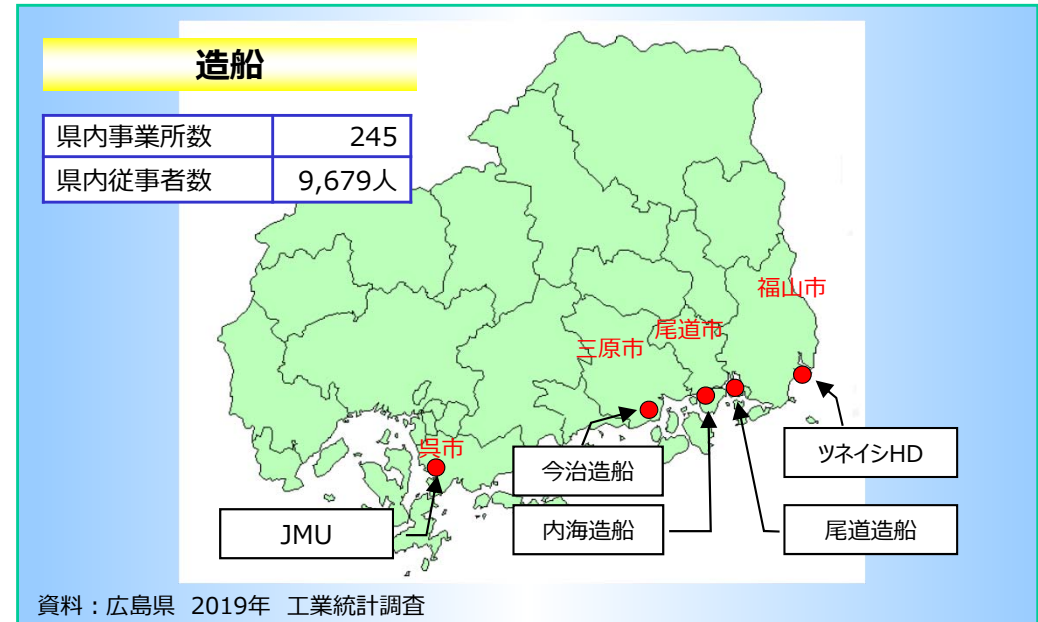 造船
県内事業所数 245
県内従事者数 9,679人
福山市
尾道市
三原市
呉市
今治造船
ツネイシHD
JMU
内海造船
尾道造船
資料：広島県 2019年 工業統計調査